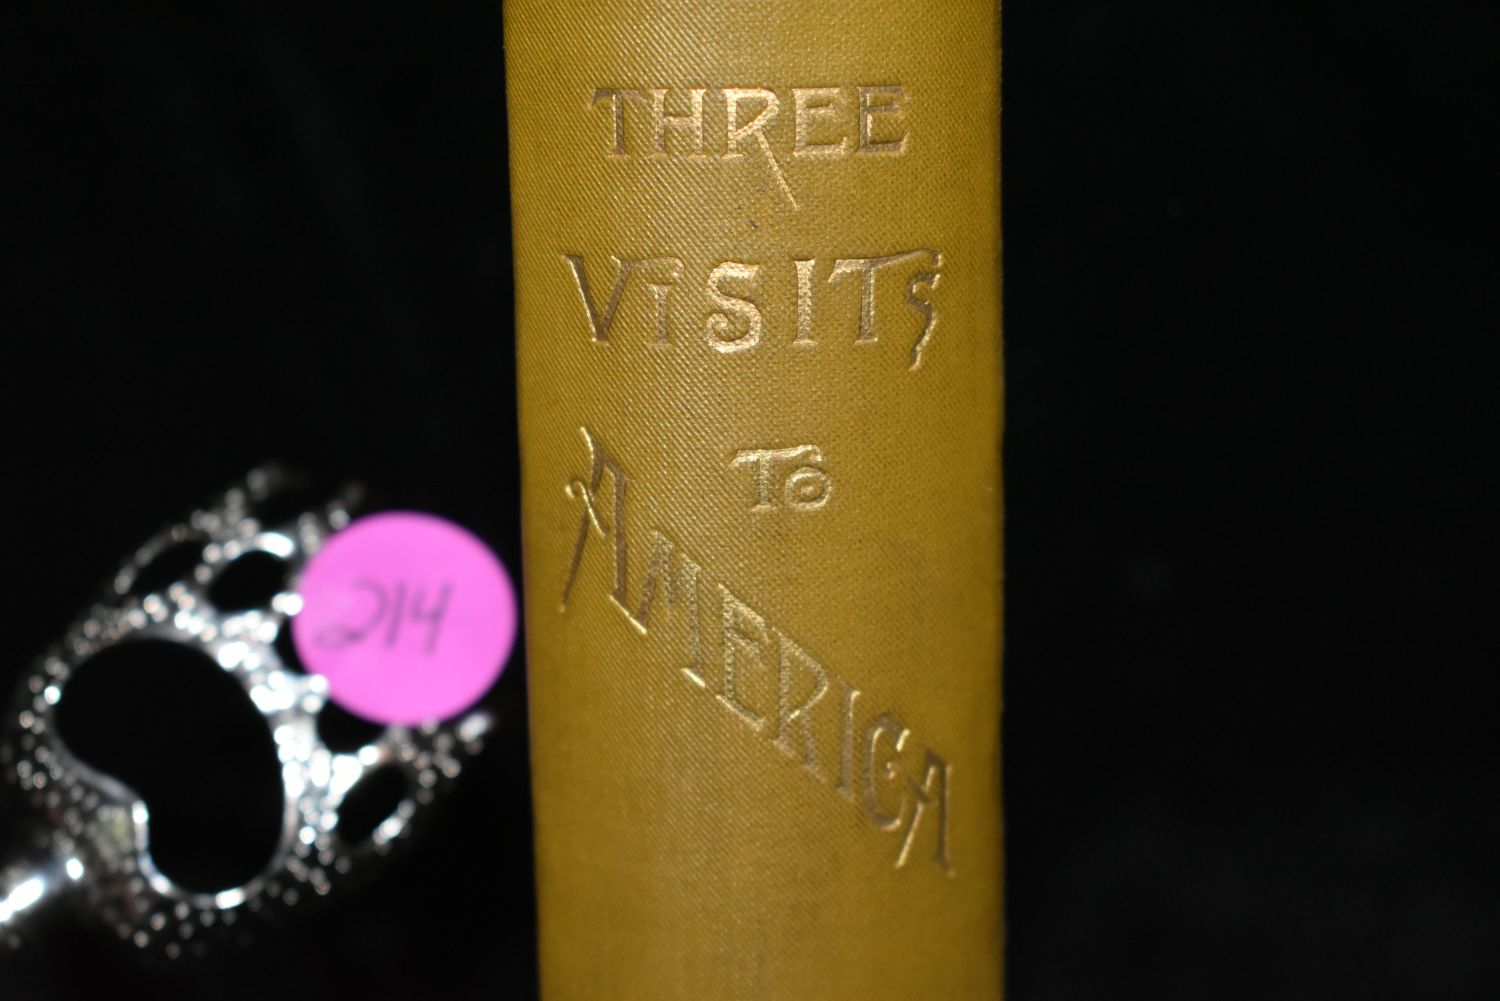 THREE
ViSITS
To
AMERICA
214